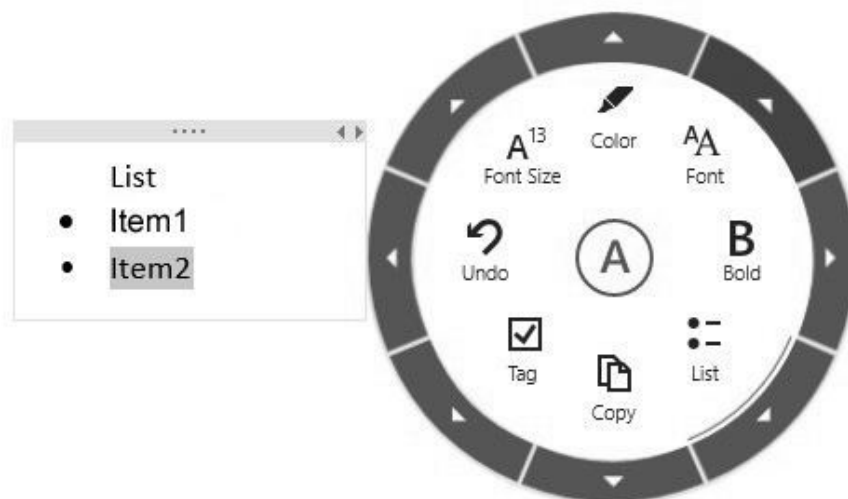 List
• Item1
• Item2
Color
A13
Font Size
AA
Font
Undo
A
B
Bold
Tag
List
Copy